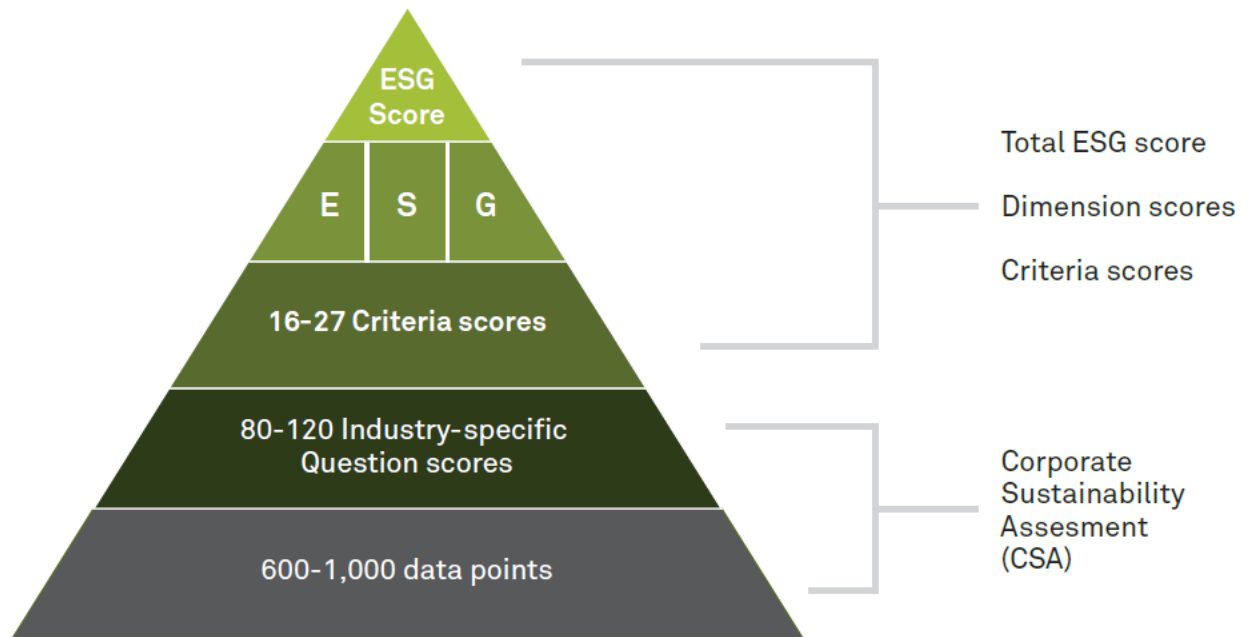 ESG
Score
E S G
16-27 Criteria scores
80-120 Industry-specific
Question scores
600-1,000 data points
Total ESG score
Dimension scores
Criteria scores
Corporate
Sustainability
Assesment
(CSA)